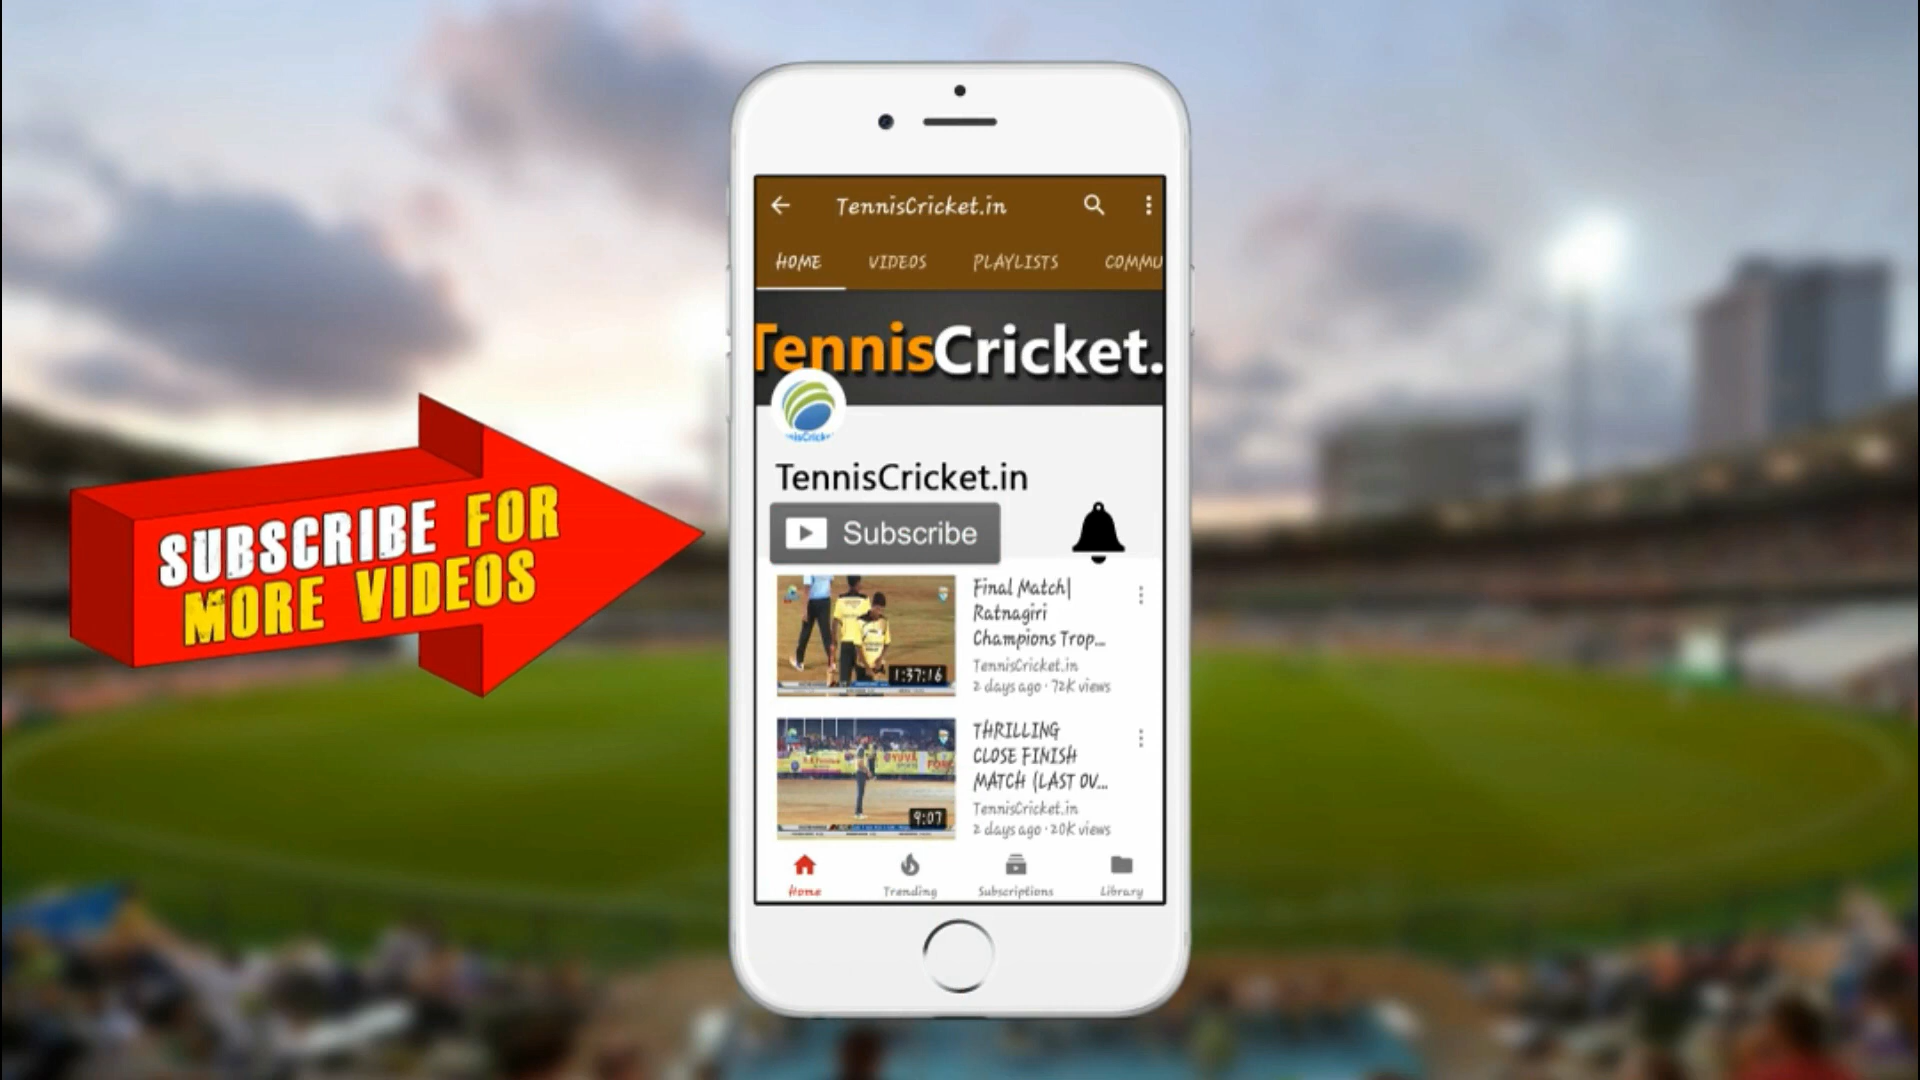 SUBSCRIBE FOR
MORE VIDEOS
TennisCricket.in
HOME VIDEOS PLAYLISTS COMMU
TennisCricket.
TennisCricket.in
Subscribe
Final Match|
Ratnagiri
Champions Trop...
TennisCricket.in
2 days ago · 72K views
1:37:16
THRILLING
CLOSE FINISH
MATCH (LAST OV...
TennisCricket.in
2 days ago · 20K views
9:07
Home Trending Subscriptions Library